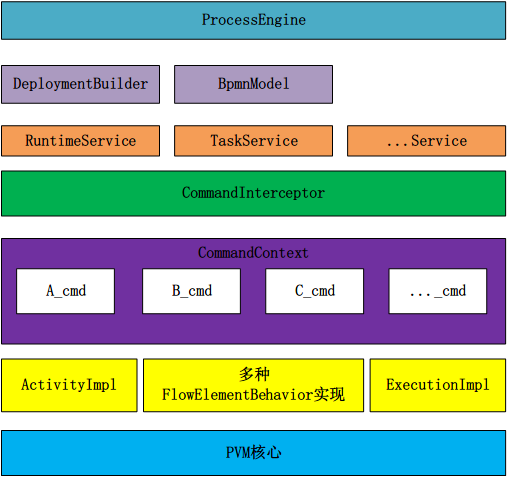 ProcessEngine
DeploymentBuilder
BpmnModel
RuntimeService
TaskService
...Service
CommandInterceptor
CommandContext
A_cmd
B_cmd
C_cmd
..._cmd
ActivityImpl
多种
FlowElementBehavior实现
ExecutionImpl
PVM核心